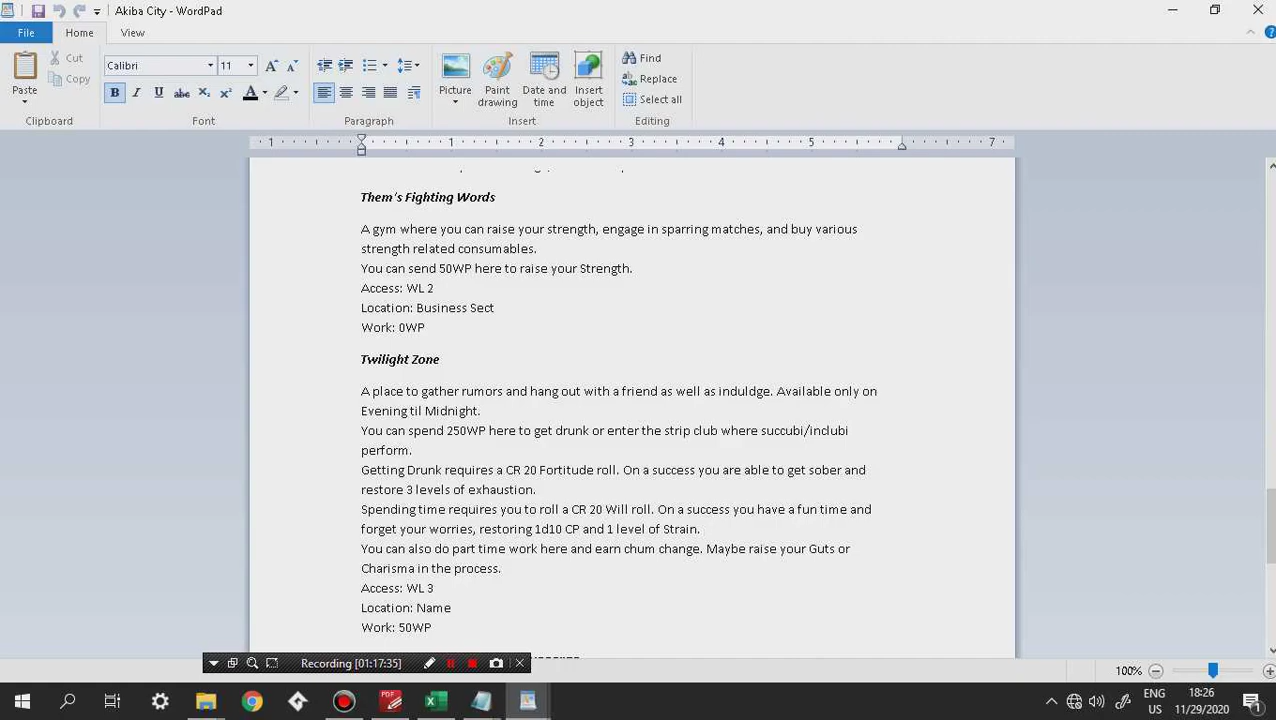 Akiba City - WordPad
File
Home
View
Cut
Copy
Paste
Calibri
11
Picture
Paint drawing
Date and time
Insert object
Find
Replace
Select all
Clipboard
Font
Paragraph
Insert
Editing
1 1 2 3 4 5 7
Them's Fighting Words
A gym where you can raise your strength, engage in sparring matches, and buy various
strength related consumables.
You can send 50WP here to raise your Strength.
Access: WL 2
Location: Business Sect
Work: 0WP
Twilight Zone
A place to gather rumors and hang out with a friend as well as induldge. Available only on
Evening til Midnight.
You can spend 250WP here to get drunk or enter the strip club where succubi/inclubi
perform.
Getting Drunk requires a CR 20 Fortitude roll. On a success you are able to get sober and
restore 3 levels of exhaustion.
Spending time requires you to roll a CR 20 Will roll. On a success you have a fun time and
forget your worries, restoring 1d10 CP and 1 level of Strain.
You can also do part time work here and earn chum change. Maybe raise your Guts or
Charisma in the process.
Access: WL 3
Location: Name
Work: 50WP
Recording [01:17:35]
100%
ENG
US
18:26
11/29/2020